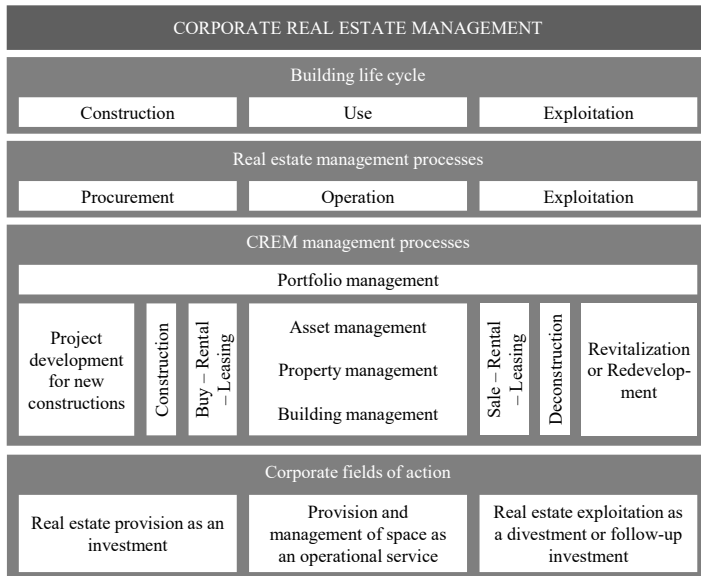 CORPORATE REAL ESTATE MANAGEMENT
Building life cycle
Construction
Use
Exploitation
Real estate management processes
Procurement
Operation
Exploitation
CREM management processes
Portfolio management
Project
development
for new
constructions
Construction
Buy – Rental
– Leasing
Asset management
Property management
Building management
Sale – Rental
– Leasing
Deconstruction
Revitalization
or Redevelop-
ment
Corporate fields of action
Real estate provision as an
investment
Provision and
management of space as
an operational service
Real estate exploitation as
a divestment or follow-up
investment